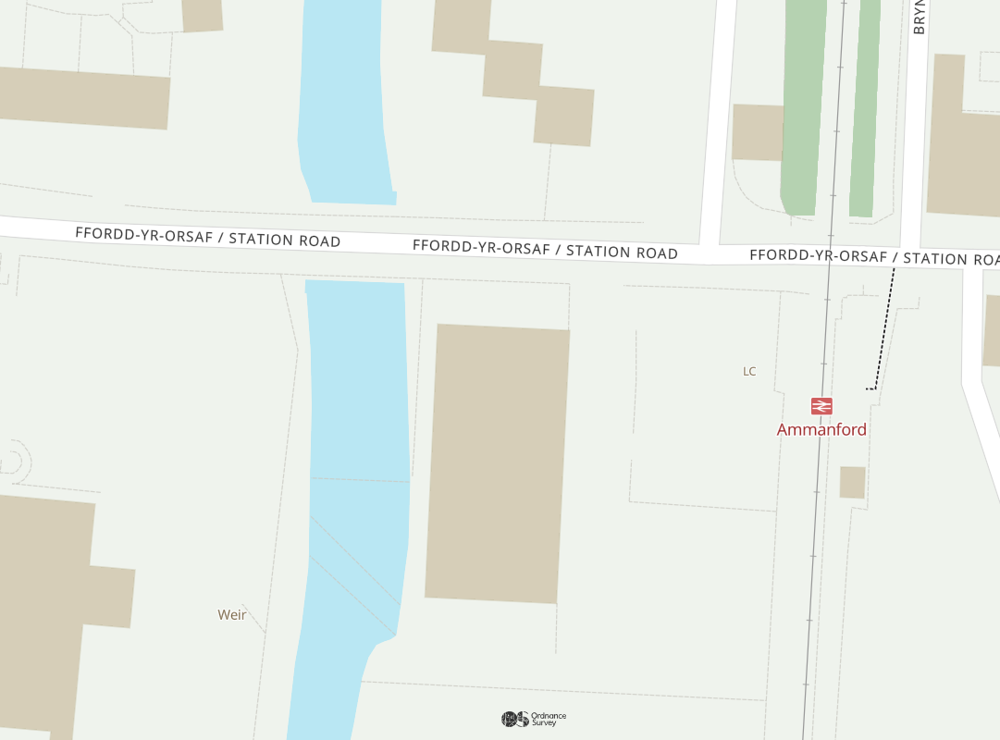 BRYN
FFORDD-YR-ORSAF / STATION ROAD
FFORDD-YR-ORSAF / STATION ROAD
FFORDD-YR-ORSAF / STATION ROA
LC
Ammanford
Weir
Ordnance
Survey